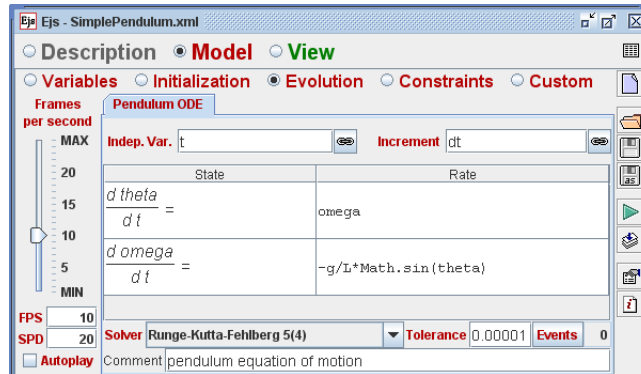 Ejs Ejs - SimplePendulum.xml
Description Model View
Variables Initialization Evolution Constraints Custom
Frames per second
MAX
20
15
10
5
MIN
FPS 10
SPD 20
Autoplay
Pendulum ODE
Indep. Var. t Increment dt
State Rate
d theta
d t
= omega
d omega
d t
= -g/L*Math.sin(theta)
Solver Runge-Kutta-Fehlberg 5(4) Tolerance 0.00001 Events 0
Comment pendulum equation of motion
as
i